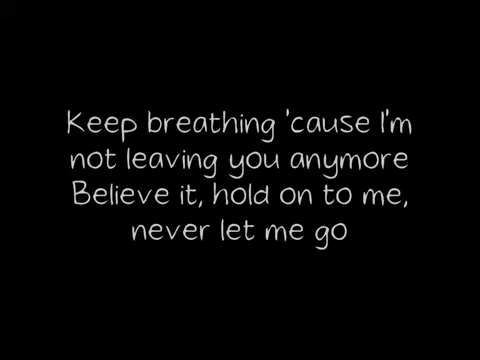 Keep breathing 'cause I'm
not leaving you anymore
Believe it, hold on to me,
never let me go